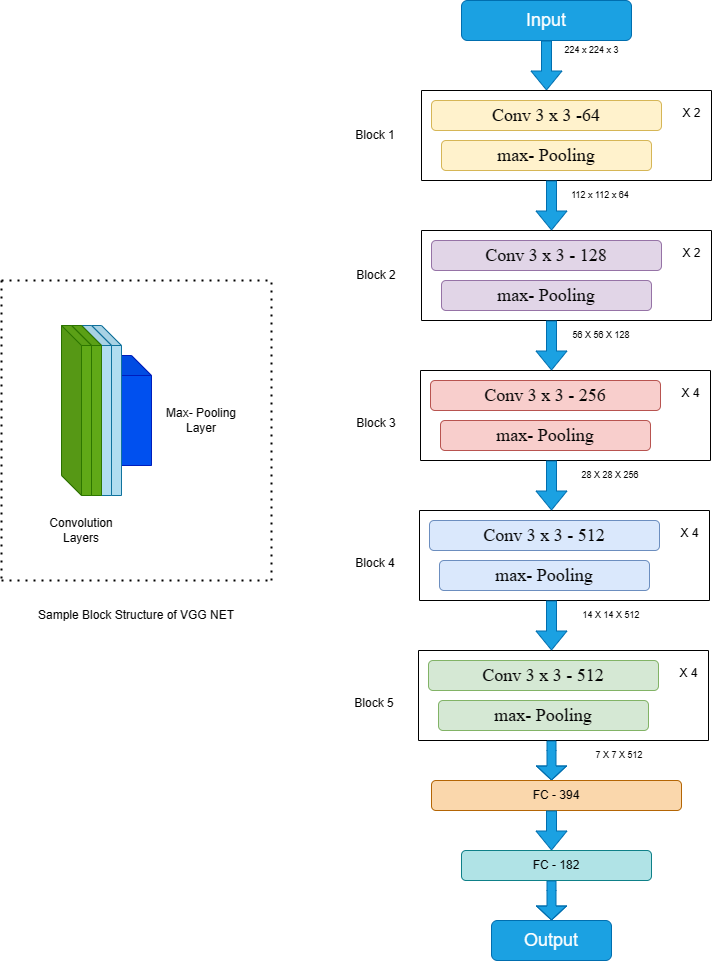 Input
224 x 224 x 3
Block 1
Conv 3 x 3 -64
X 2
max- Pooling
112 x 112 x 64
Block 2
Conv 3 x 3 - 128
X 2
max- Pooling
56 X 56 X 128
Block 3
Conv 3 x 3 - 256
X 4
max- Pooling
28 X 28 X 256
Block 4
Conv 3 x 3 - 512
X 4
max- Pooling
14 X 14 X 512
Block 5
Conv 3 x 3 - 512
X 4
max- Pooling
7 X 7 X 512
FC - 394
FC - 182
Output
Max- Pooling
Layer
Convolution
Layers
Sample Block Structure of VGG NET